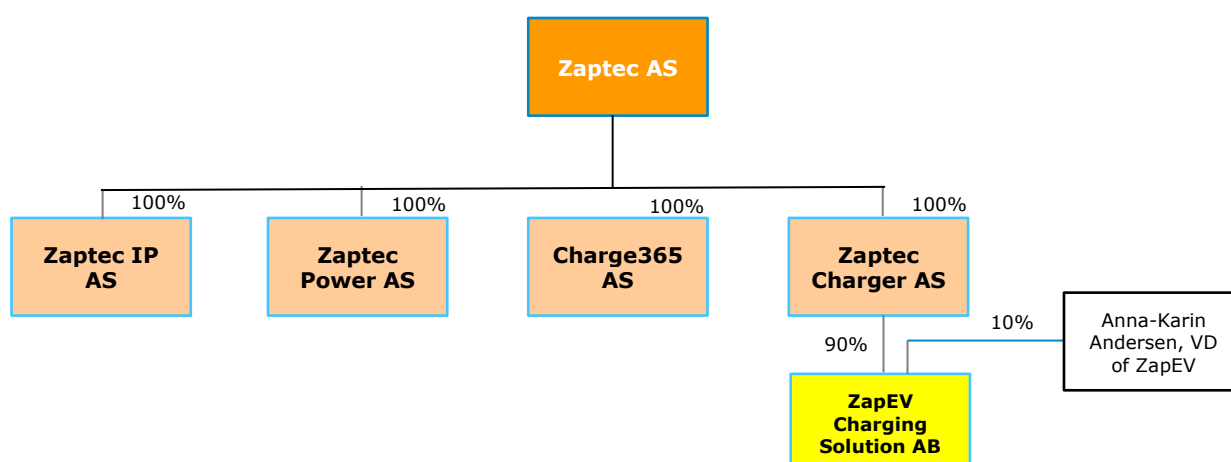 Zaptec AS
100%
100%
100%
100%
Zaptec IP
AS
Zaptec
Power AS
Charge365
AS
Zaptec
Charger AS
90%
10%
Anna-Karin
Andersen, VD
of ZapEV
ZapEV
Charging
Solution AB